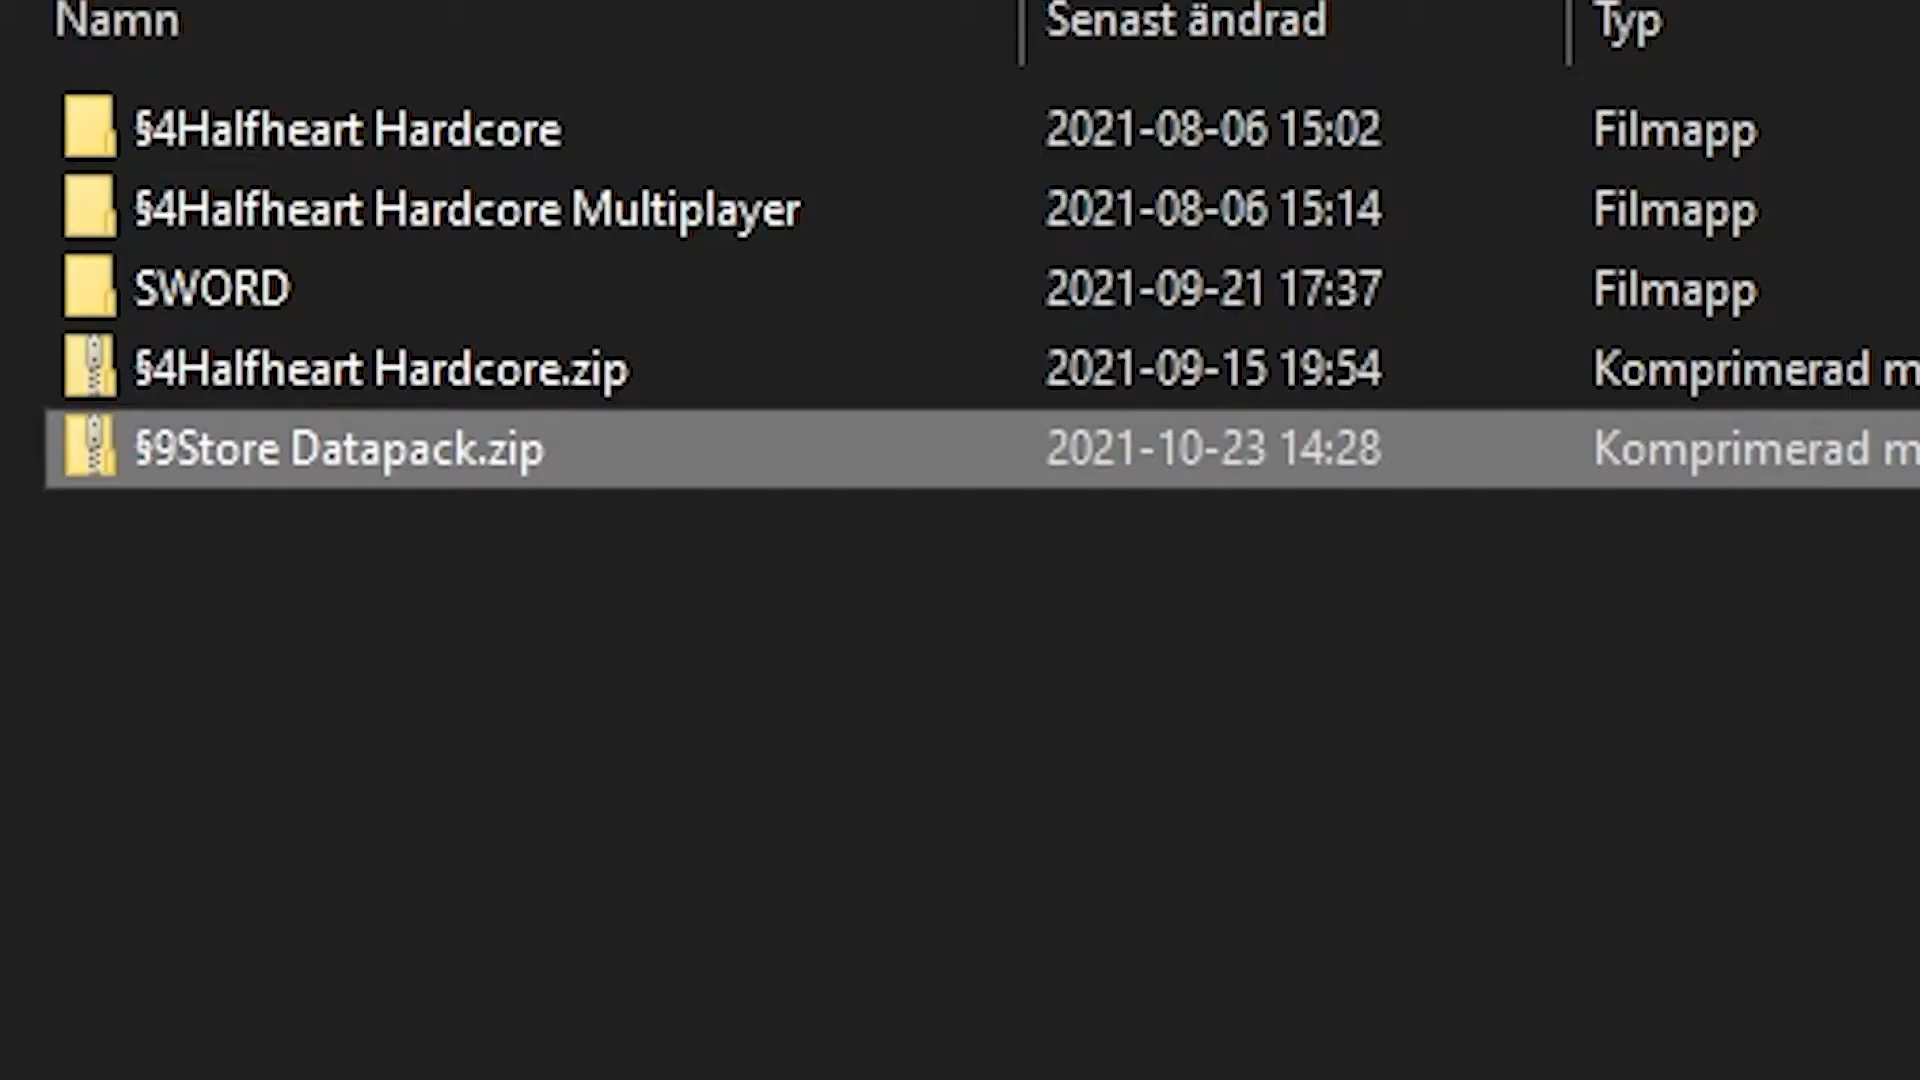 Namn Senast ändrad Typ
§4Halfheart Hardcore 2021-08-06 15:02 Filmapp
§4Halfheart Hardcore Multiplayer 2021-08-06 15:14 Filmapp
SWORD 2021-09-21 17:37 Filmapp
§4Halfheart Hardcore.zip 2021-09-15 19:54 Komprimerad m
§9Store Datapack.zip 2021-10-23 14:28 Komprimerad m